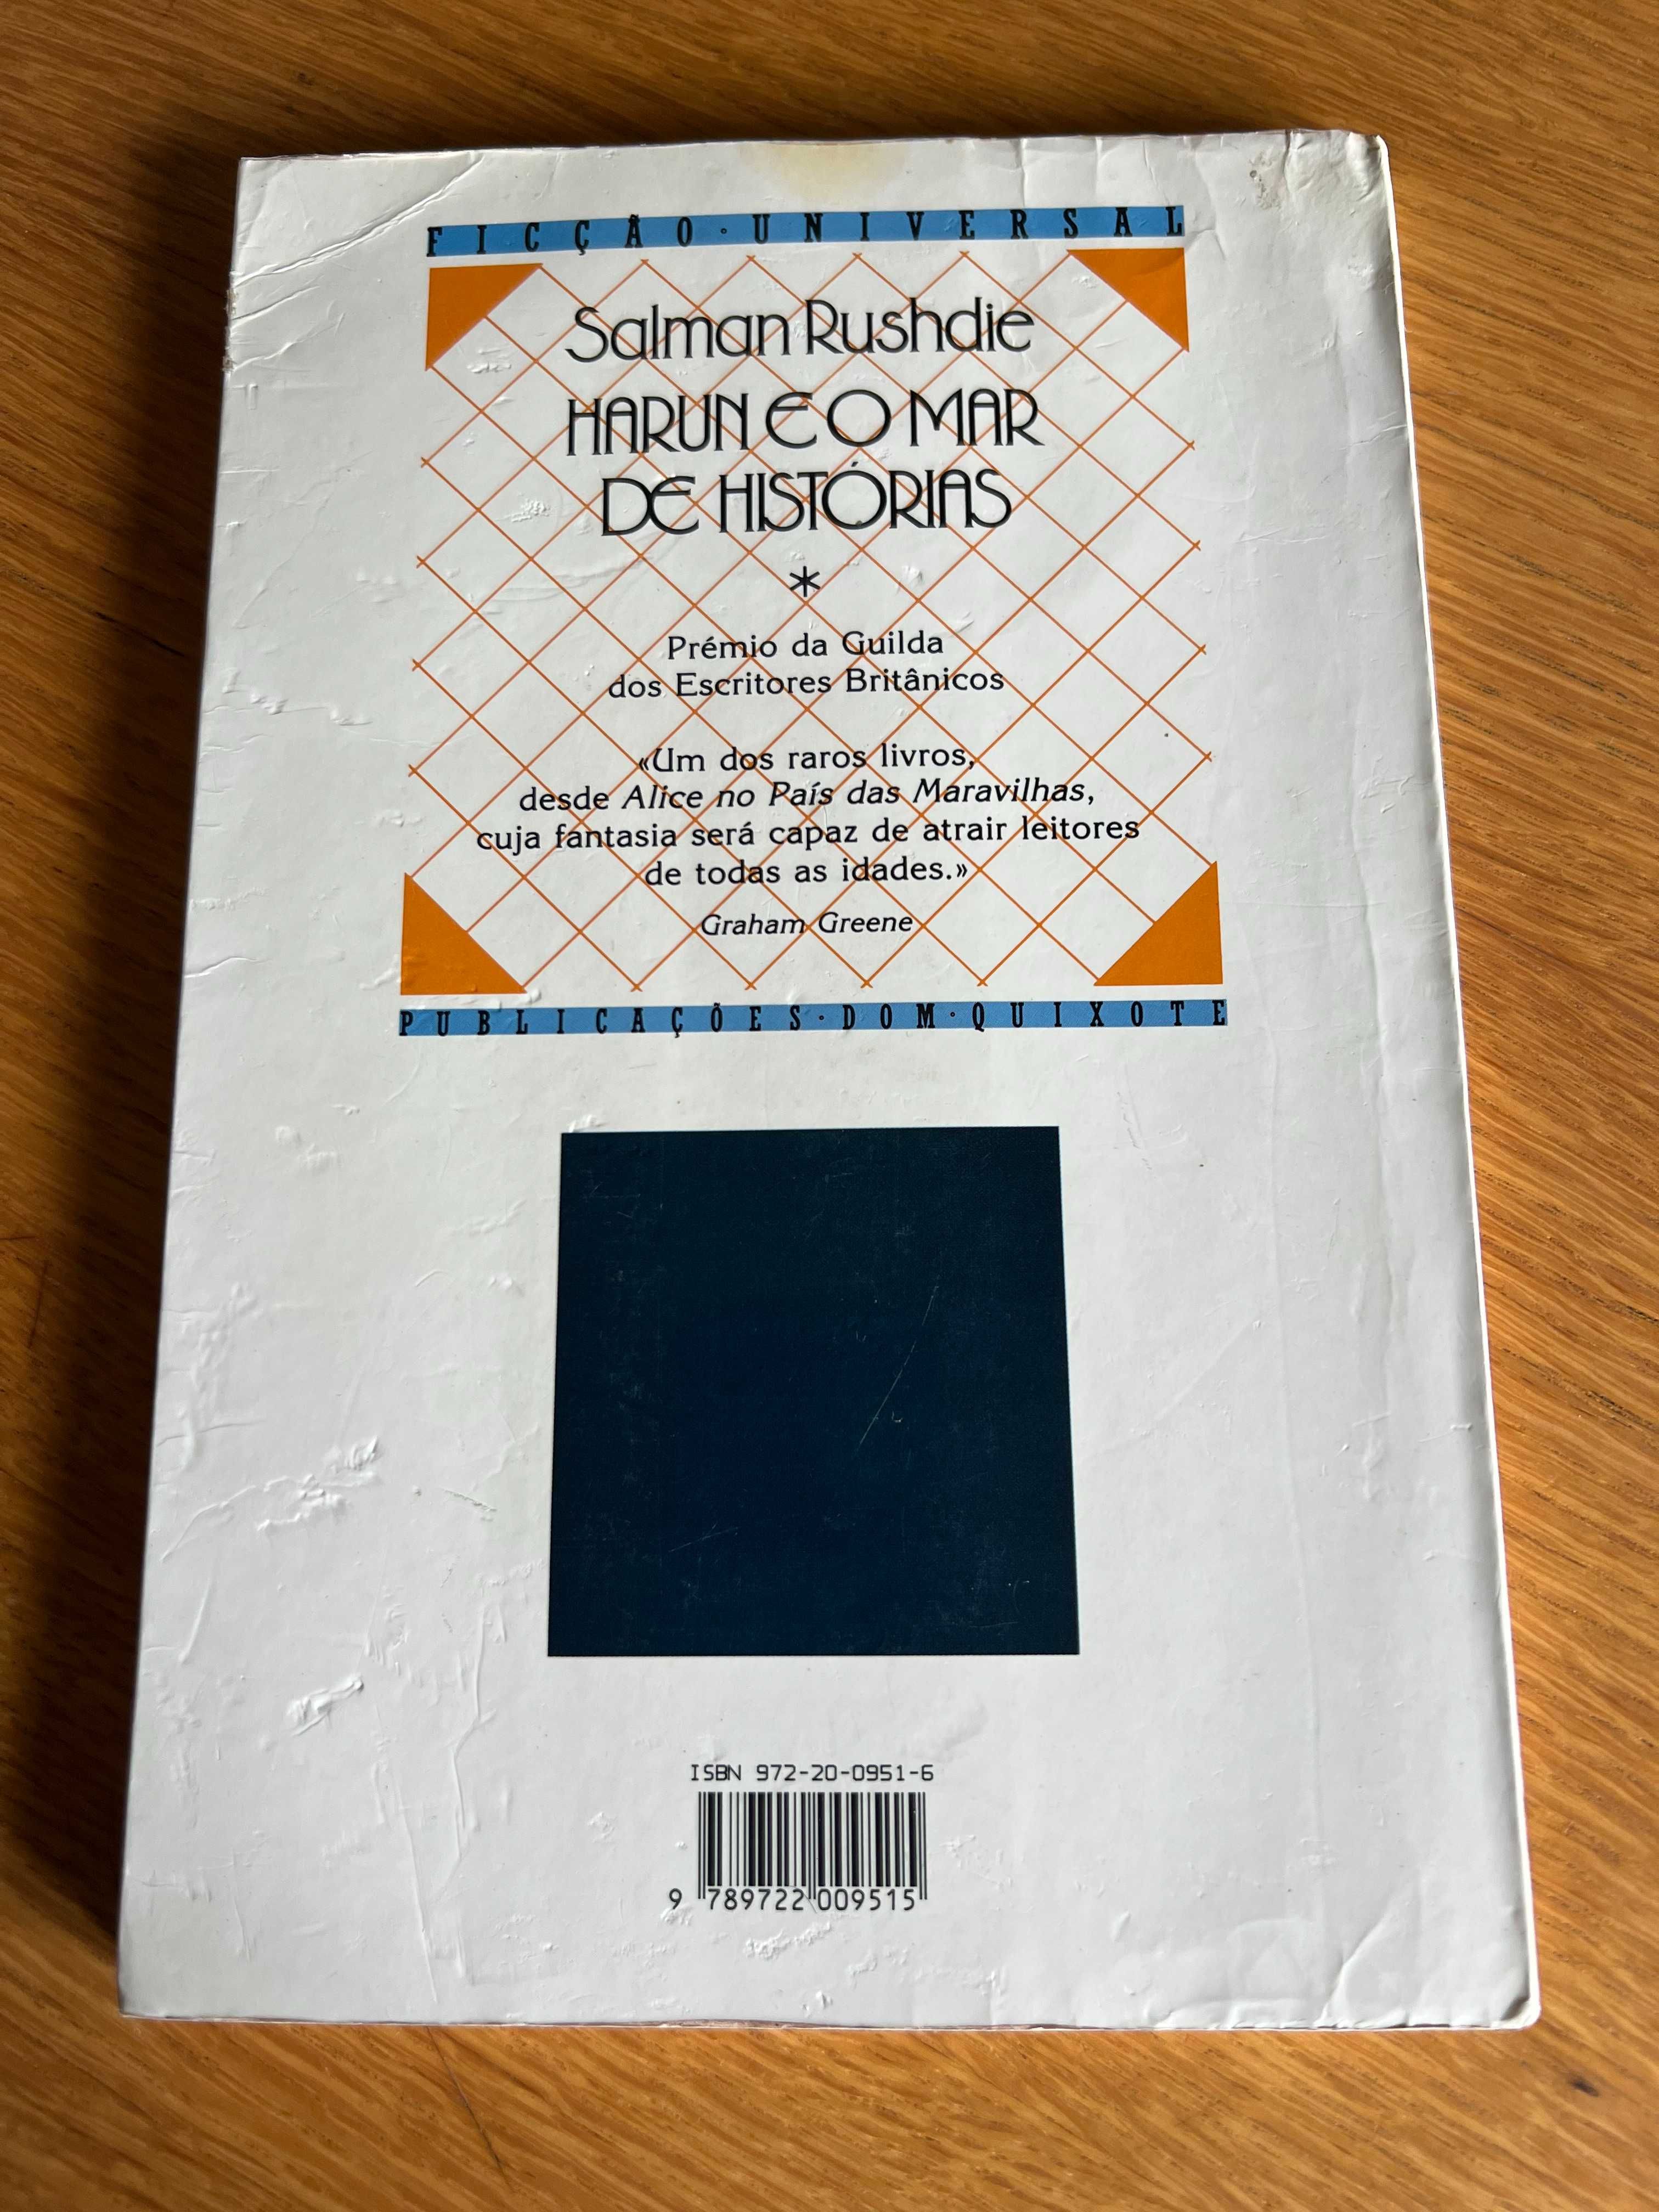 FICÇÃO·UNIVERSAL
Salman Rushdie
HARUN E O MAR
DE HISTÓRIAS
*
Prémio da Guilda
dos Escritores Britânicos
«Um dos raros livros,
desde Alice no País das Maravilhas,
cuja fantasia será capaz de atrair leitores
de todas as idades.»
Graham Greene
PUBLICAÇÕES·DOM·QUIXOTE
ISBN 972-20-0951-6
9 789722 009515